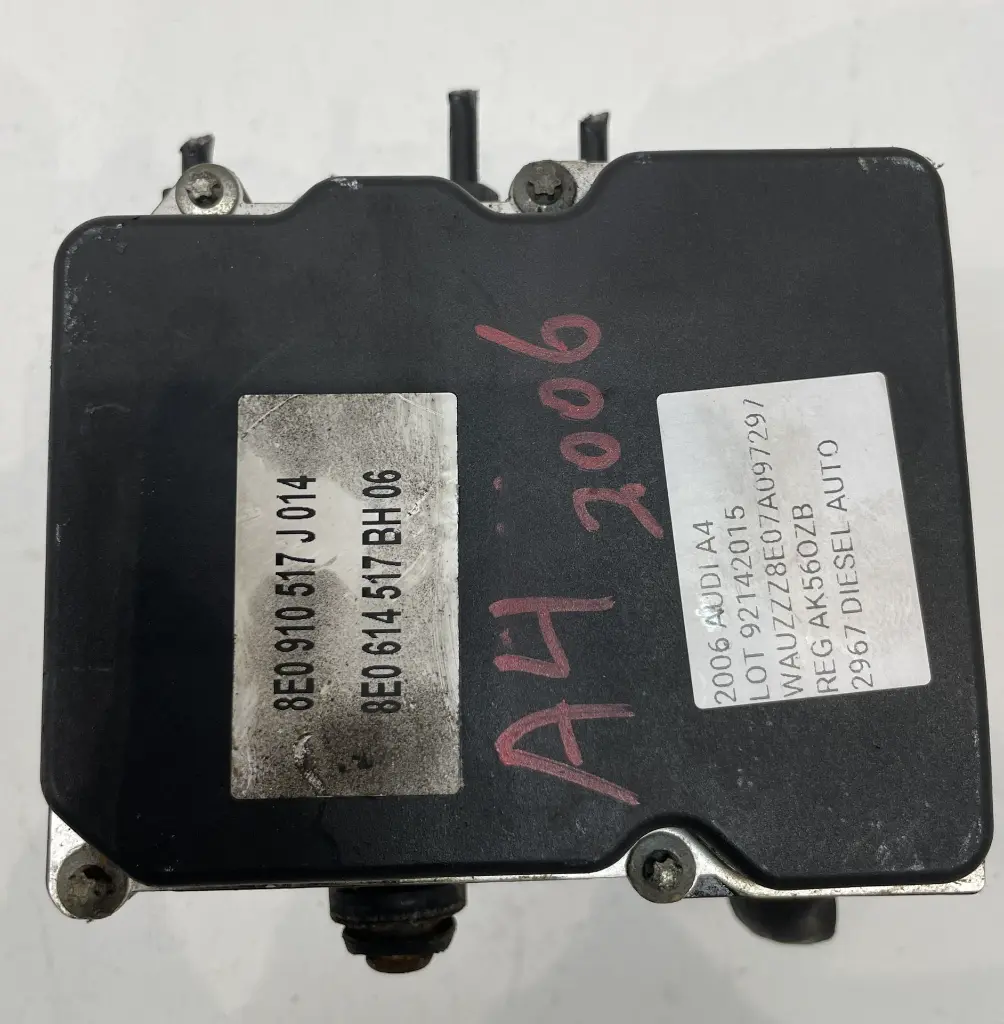 8E0 910 517 J 014
8E0 614 517 BH 06
A4 2006
2006 AUDI A4
LOT 92142015
WAUZZZ8E07A097297
REG AK56OZB
2967 DIESEL AUTO